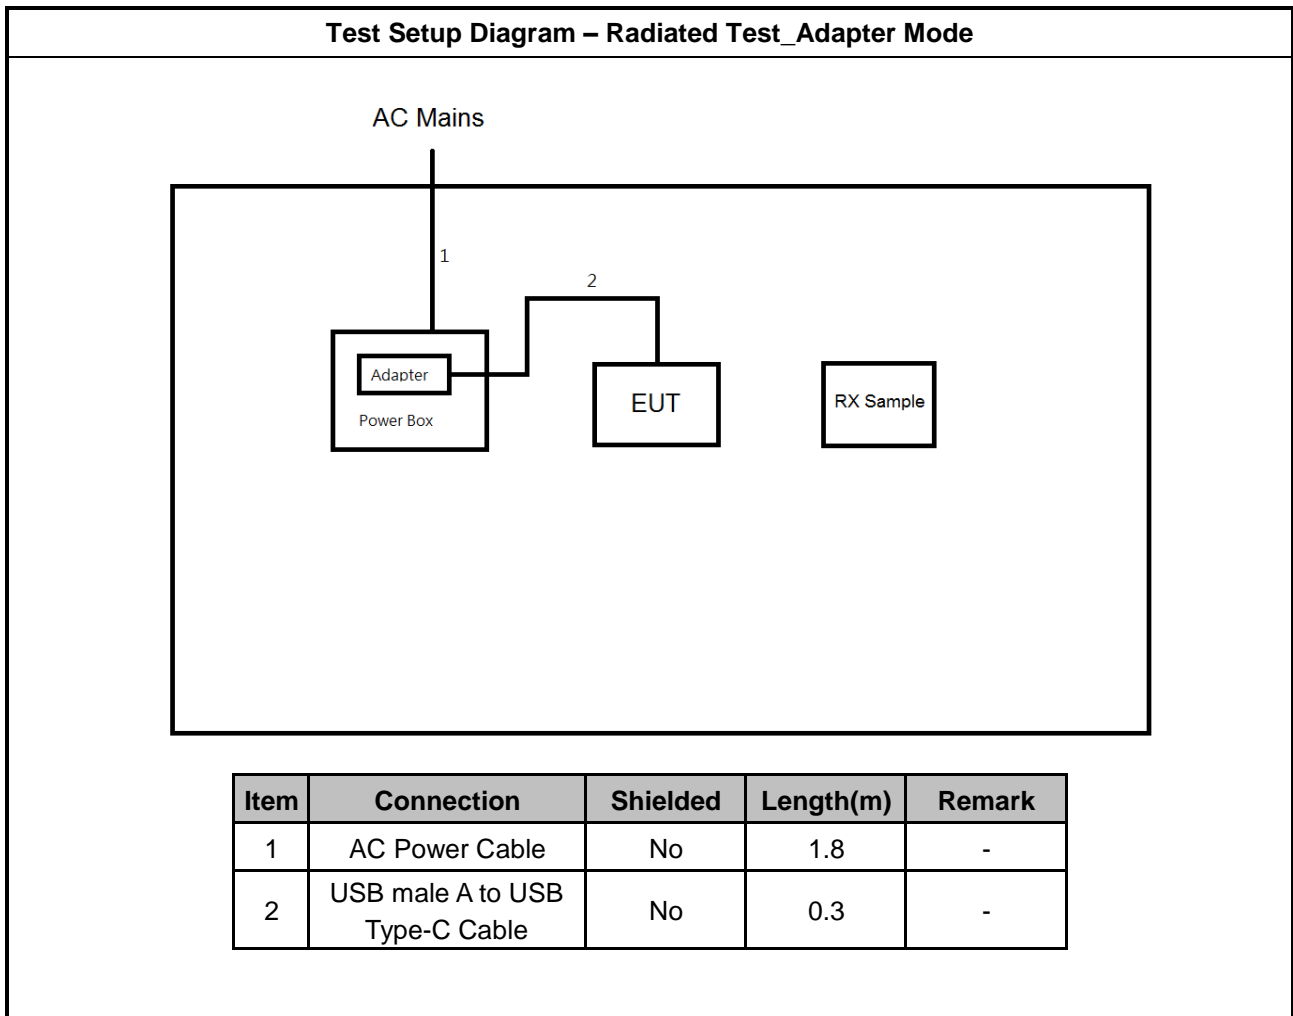 Test Setup Diagram – Radiated Test_Adapter Mode
AC Mains
1
2
Adapter
Power Box
EUT
RX Sample
Item Connection Shielded Length(m) Remark
1 AC Power Cable No 1.8 -
2 USB male A to USB Type-C Cable No 0.3 -